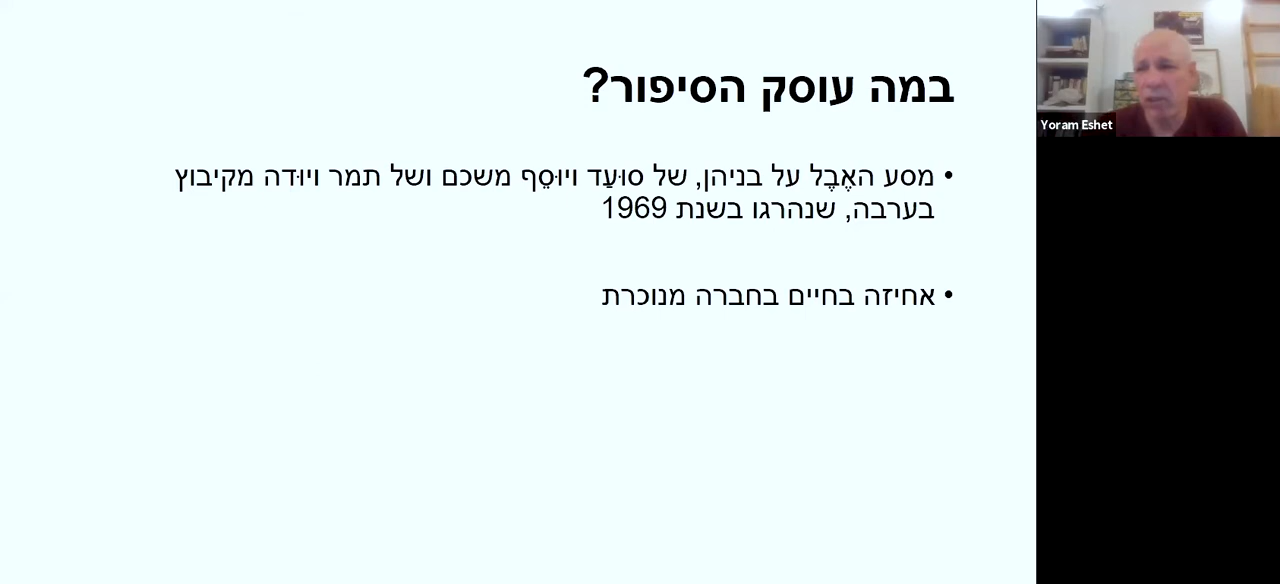 במה עוסק הסיפור?
• מסע האֶבֶל על בניהן, של סוּעַד ויוּסֵף משכם ושל תמר ויוּדה מקיבוץ
בערבה, שנהרגו בשנת 1969
• אחיזה בחיים בחברה מנוכרת
Yoram Eshet